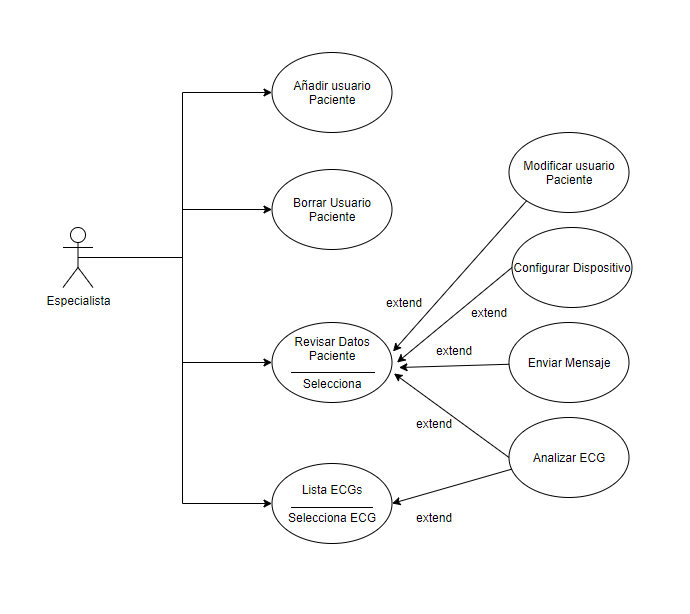 Añadir usuario
Paciente
Modificar usuario
Paciente
Borrar Usuario
Paciente
Configurar Dispositivo
Especialista
extend
extend
Revisar Datos
Paciente
Selecciona
extend
Enviar Mensaje
extend
Analizar ECG
Lista ECGs
Selecciona ECG
extend